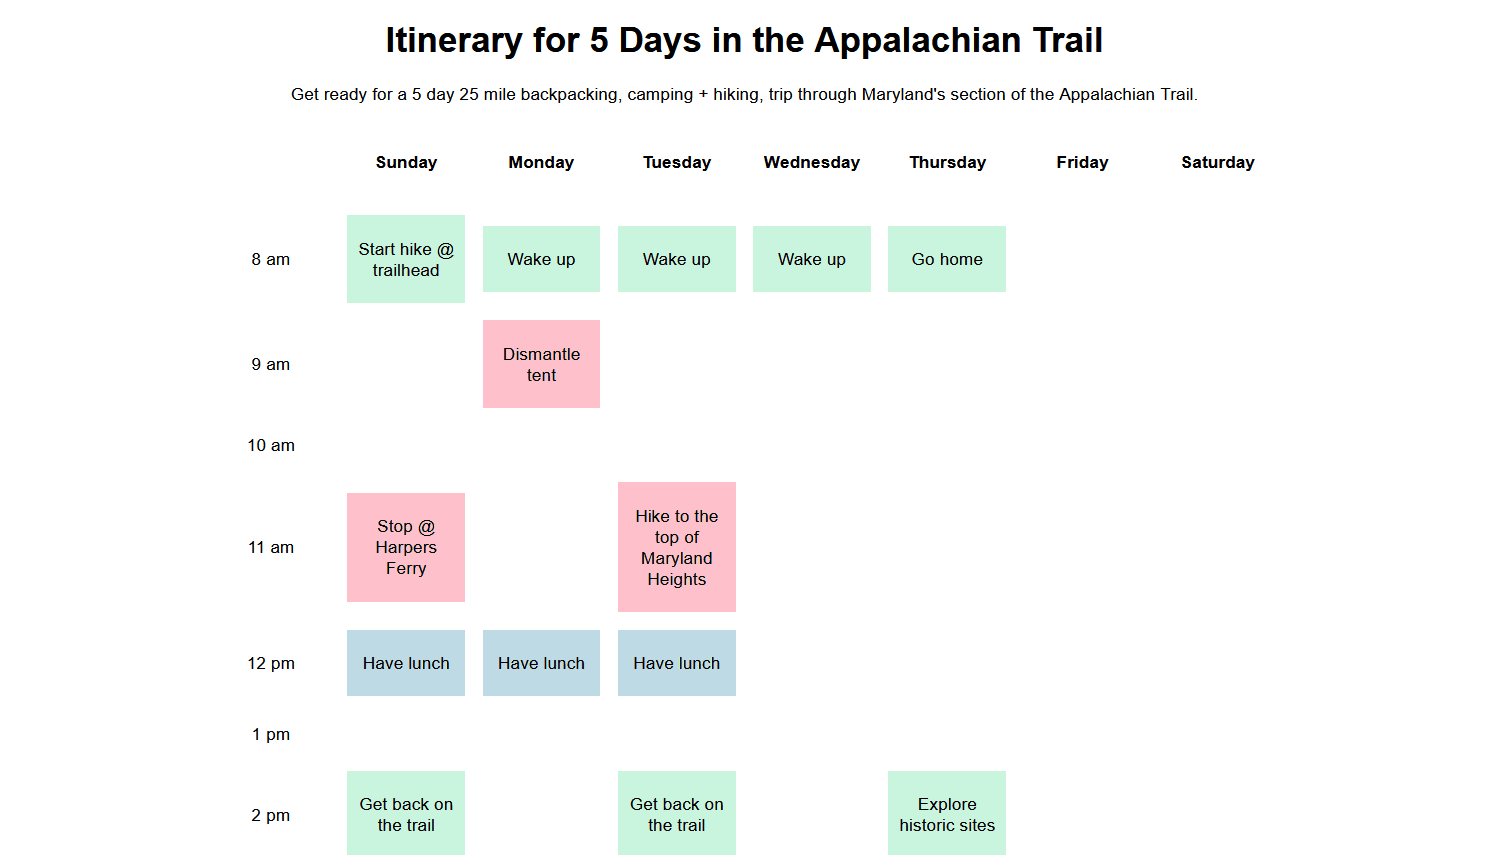 Itinerary for 5 Days in the Appalachian Trail
Get ready for a 5 day 25 mile backpacking, camping + hiking, trip through Maryland's section of the Appalachian Trail.
Sunday Monday Tuesday Wednesday Thursday Friday Saturday
8 am
Start hike @
trailhead
Wake up
Wake up
Wake up
Go home
9 am
Dismantle
tent
10 am
11 am
Stop @
Harpers
Ferry
Hike to the
top of
Maryland
Heights
12 pm
Have lunch
Have lunch
Have lunch
1 pm
2 pm
Get back on
the trail
Get back on
the trail
Explore
historic sites